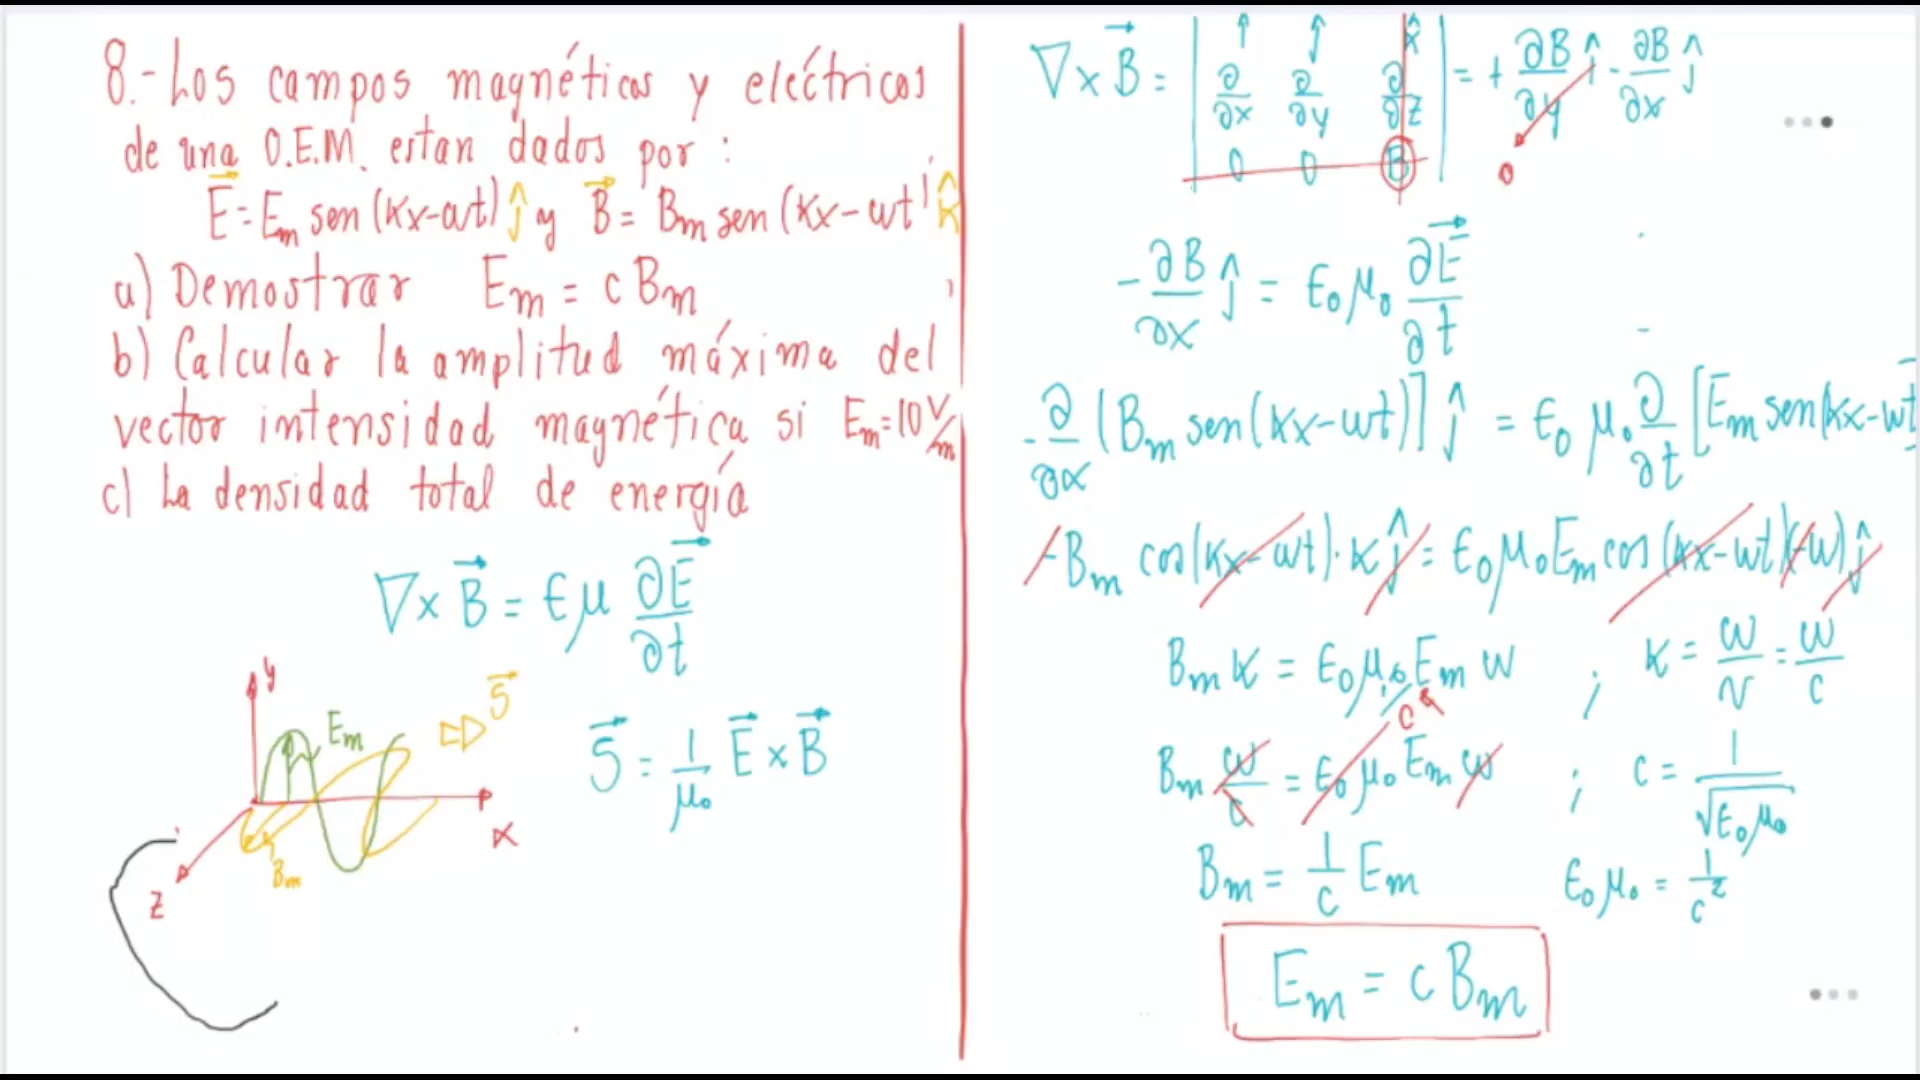 8.- Los campos magnéticos y eléctricos
de una O.E.M. estan dados por :
E⃗ = Em sen (Kx-ωt) ĵ y B⃗ = Bm sen (Kx-ωt) k̂
a) Demostrar Em = c Bm
b) Calcular la amplitud máxima del
vector intensidad magnética si Em=10 V/m
c) La densidad total de energía
∇ x B⃗ = ϵμ ∂E⃗/∂t
y
Em
S⃗
x
z
Bm
S⃗ = 1/μ₀ E⃗ x B⃗
∇ x B⃗ = | î ĵ k̂ | = + ∂B/∂y î - ∂B/∂x ĵ
∂/∂x ∂/∂y ∂/∂z
0 0 B
0
-∂B/∂x ĵ = ϵ₀μ₀ ∂E⃗/∂t
-∂/∂x (Bm sen(Kx-ωt)] ĵ = ϵ₀ μ₀ ∂/∂t [Em sen(Kx-ωt
-Bm cos(Kx-ωt)·K ĵ = ϵ₀μ₀Em cos (Kx-ωt)(-ω) ĵ
Bm K = ϵ₀μ₀ Em ω ; K = ω/v = ω/c
c
Bm ω/c = ϵ₀μ₀ Em ω ; c = 1/√ϵ₀μ₀
Bm = 1/c Em
ϵ₀μ₀ = 1/c²
Em = c Bm